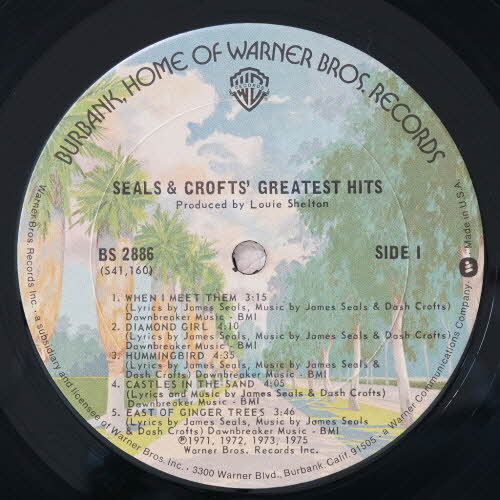 BURBANK, HOME OF WARNER BROS. RECORDS
WB
RECORDS
SEALS & CROFTS' GREATEST HITS
Produced by Louie Shelton
BS 2886
(S41,160)
SIDE 1
1. WHEN I MEET THEM 3:15
(Lyrics by James Seals, Music by James Seals & Dash Crofts)
Dawnbreaker Music - BMI
2. DIAMOND GIRL 4:10
(Lyrics by James Seals, Music by James Seals & Dash Crofts)
Dawnbreaker Music - BMI
3. HUMMINGBIRD 4:35
(Lyrics by James Seals, Music by James Seals &
Dash Crofts) Dawnbreaker Music - BMI
4. CASTLES IN THE SAND 4:05
(Lyrics and Music by James Seals & Dash Crofts)
Dawnbreaker Music - BMI
5. EAST OF GINGER TREES 3:46
(Lyrics by James Seals, Music by James Seals
& Dash Crofts) Dawnbreaker Music - BMI
℗1971, 1972, 1973, 1975
Warner Bros. Records Inc.
Warner Bros. Records Inc. • a subsidiary and licensee of Warner Bros. Inc. • 3300 Warner Blvd., Burbank, Calif. 91505 • a Warner Communications Company • Made in U.S.A.